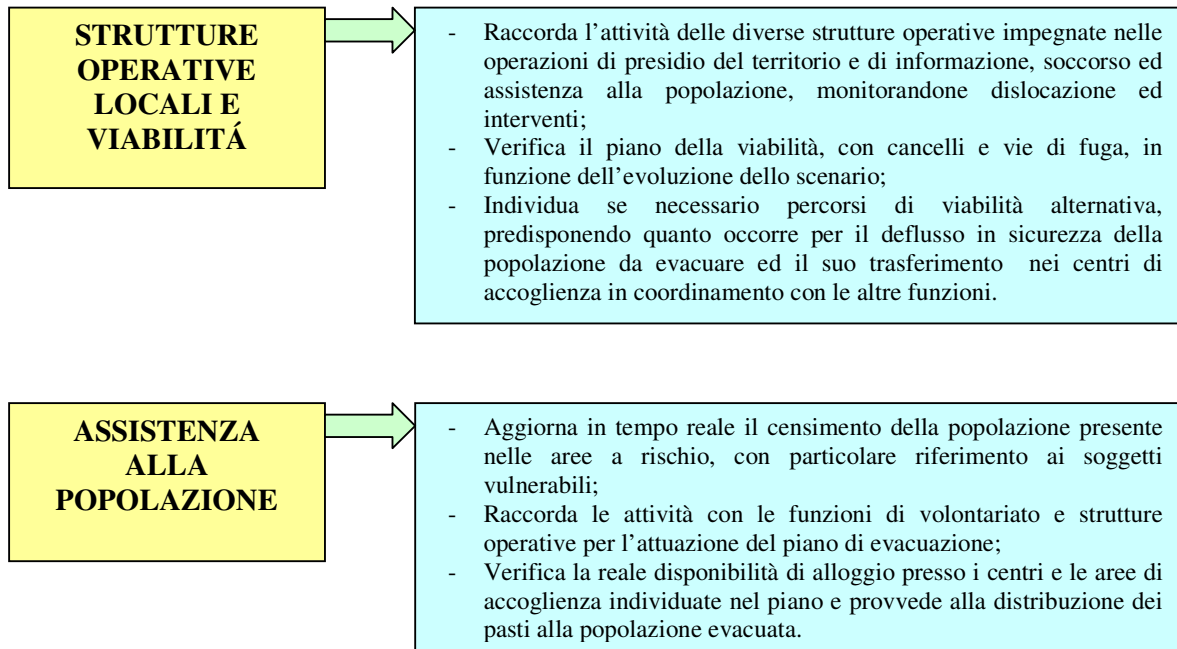 STRUTTURE
OPERATIVE
LOCALI E
VIABILITÁ
- Raccorda l’attività delle diverse strutture operative impegnate nelle
operazioni di presidio del territorio e di informazione, soccorso ed
assistenza alla popolazione, monitorandone dislocazione ed
interventi;
- Verifica il piano della viabilità, con cancelli e vie di fuga, in
funzione dell’evoluzione dello scenario;
- Individua se necessario percorsi di viabilità alternativa,
predisponendo quanto occorre per il deflusso in sicurezza della
popolazione da evacuare ed il suo trasferimento nei centri di
accoglienza in coordinamento con le altre funzioni.
ASSISTENZA
ALLA
POPOLAZIONE
- Aggiorna in tempo reale il censimento della popolazione presente
nelle aree a rischio, con particolare riferimento ai soggetti
vulnerabili;
- Raccorda le attività con le funzioni di volontariato e strutture
operative per l’attuazione del piano di evacuazione;
- Verifica la reale disponibilità di alloggio presso i centri e le aree di
accoglienza individuate nel piano e provvede alla distribuzione dei
pasti alla popolazione evacuata.